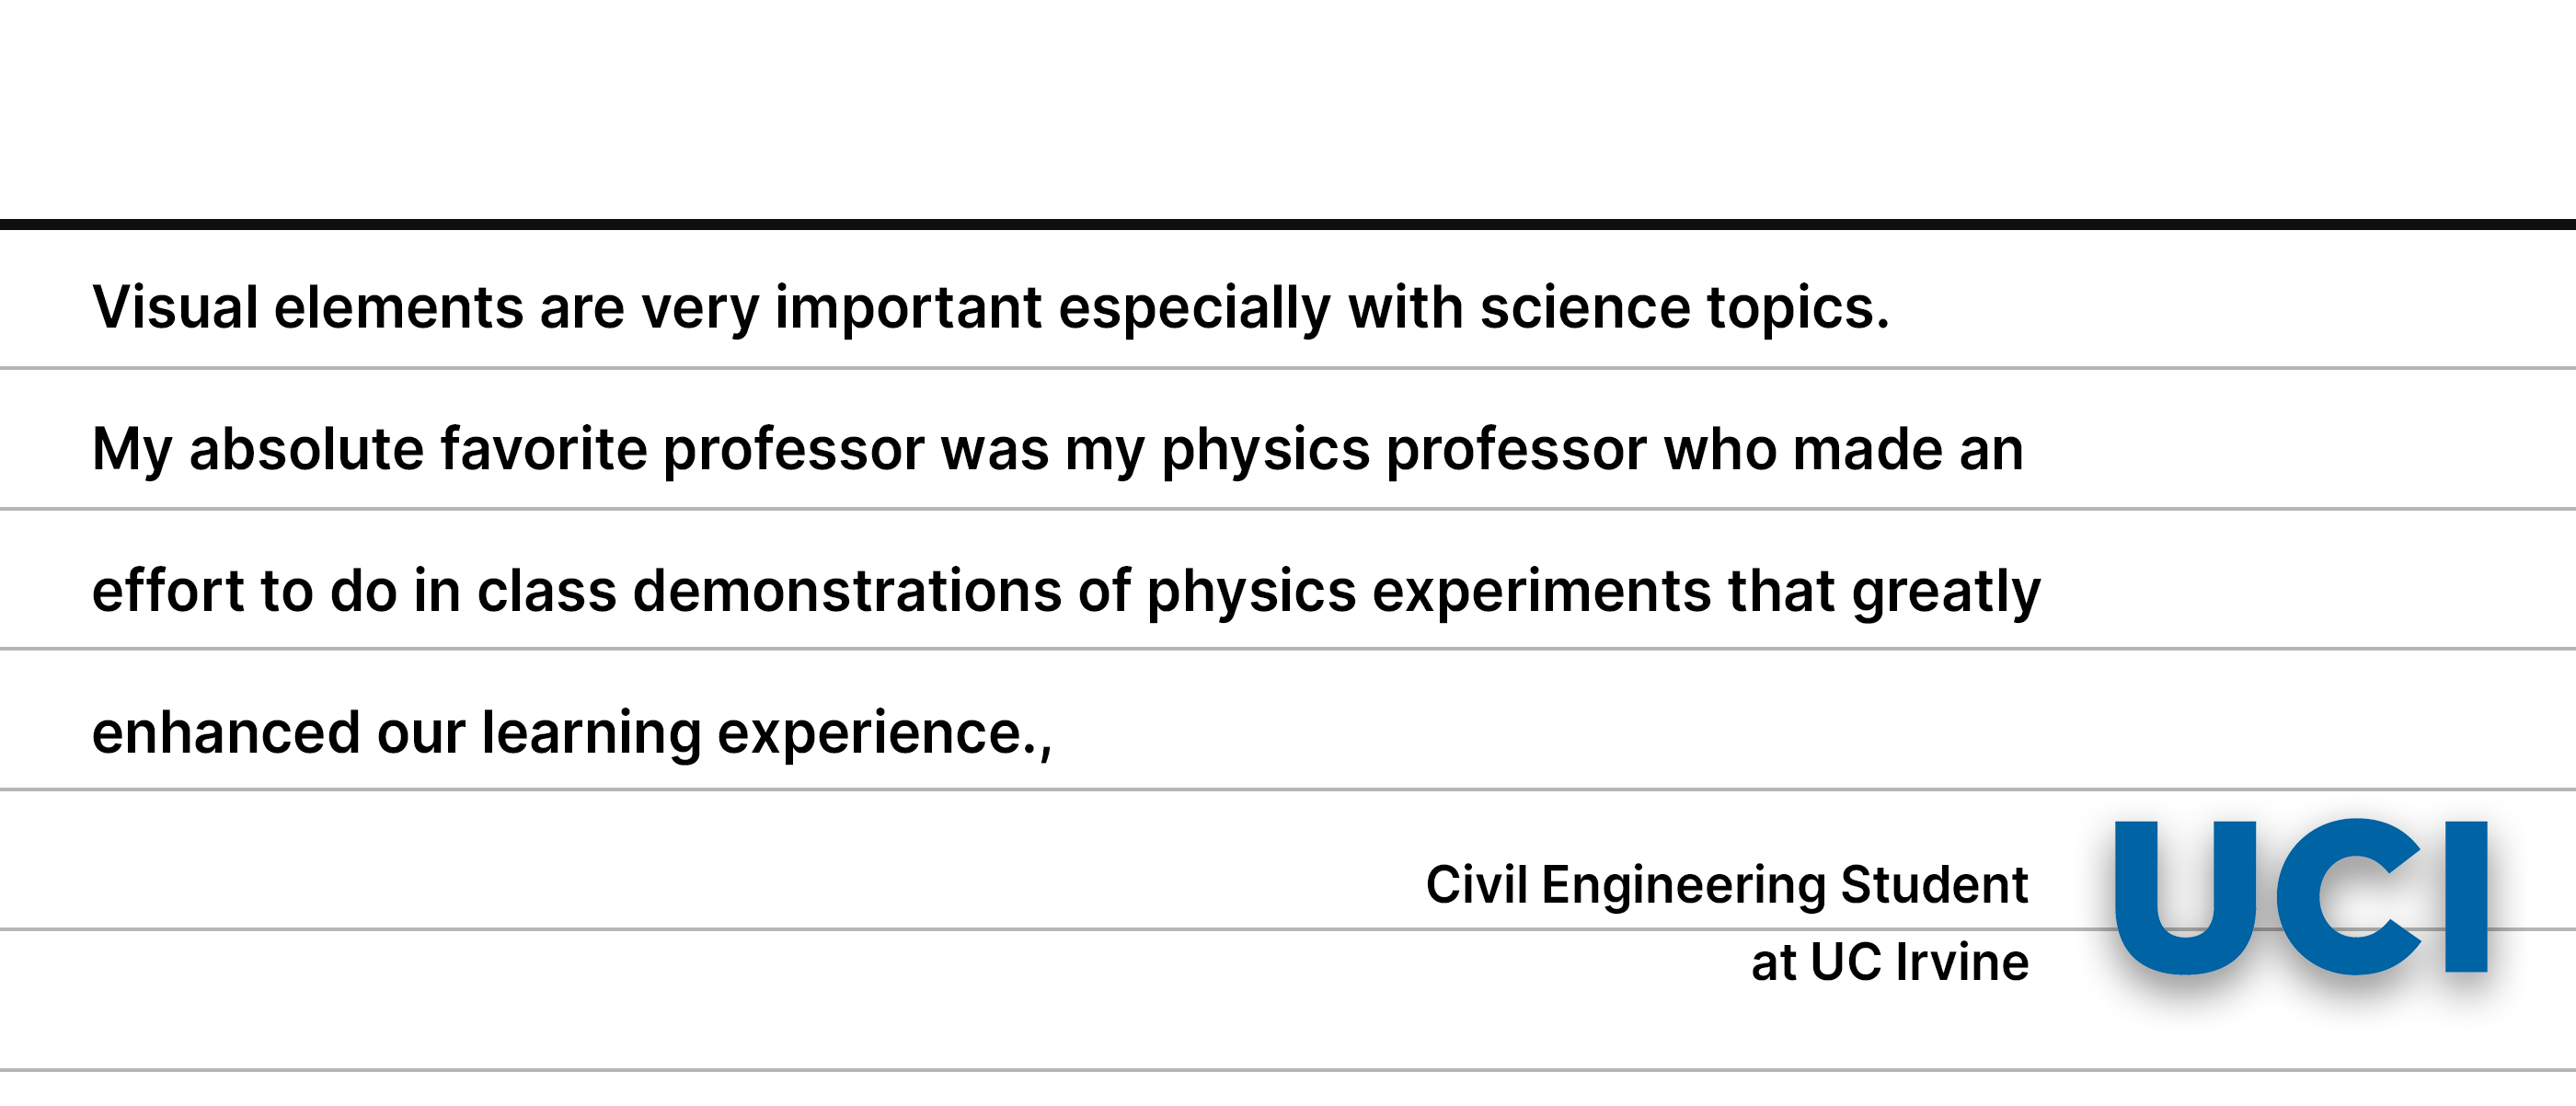 Visual elements are very important especially with science topics.
My absolute favorite professor was my physics professor who made an
effort to do in class demonstrations of physics experiments that greatly
enhanced our learning experience.,
Civil Engineering Student
at UC Irvine
UCI